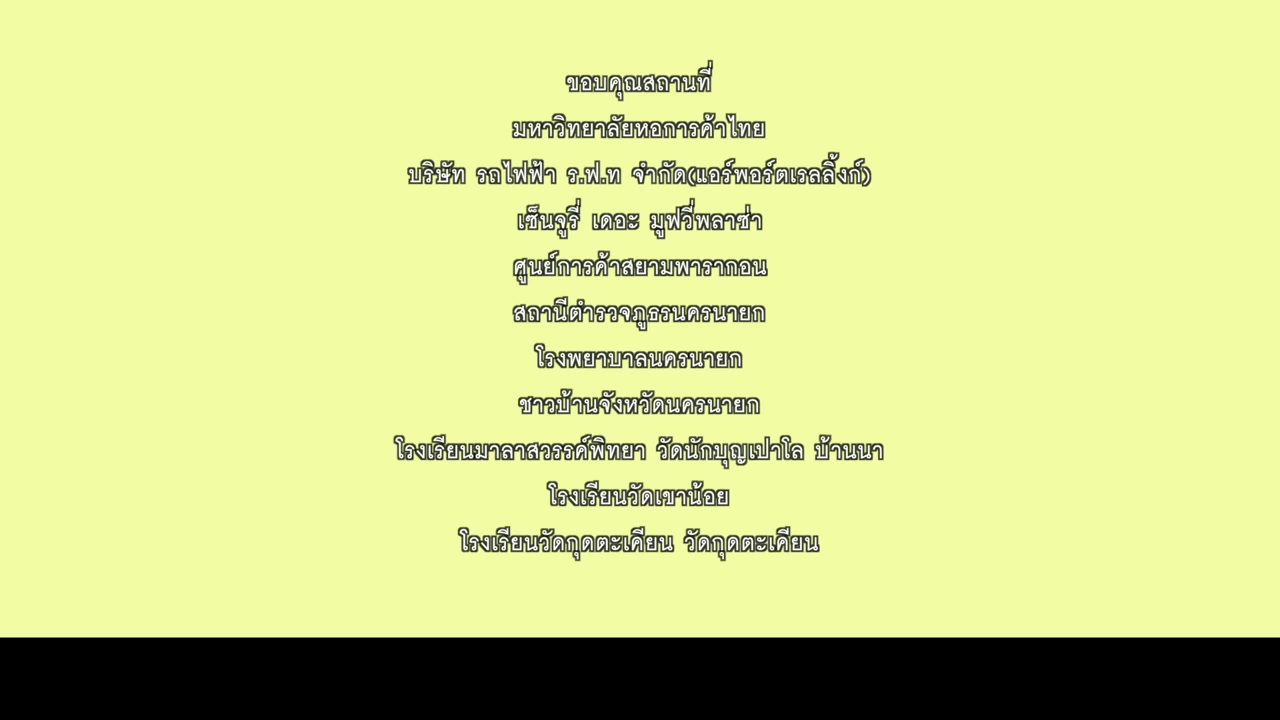 ขอบคุณสถานที่
มหาวิทยาลัยหอการค้าไทย
บริษัท รถไฟฟ้า ร.ฟ.ท จำกัด(แอร์พอร์ตเรลลิ้งก์)
เซ็นจูรี่ เดอะ มูฟวี่พลาซ่า
ศูนย์การค้าสยามพารากอน
สถานีตำรวจภูธรนครนายก
โรงพยาบาลนครนายก
ชาวบ้านจังหวัดนครนายก
โรงเรียนมาลาสวรรค์พิทยา วัดนักบุญเปาโล บ้านนา
โรงเรียนวัดเขาน้อย
โรงเรียนวัดกุดตะเคียน วัดกุดตะเคียน